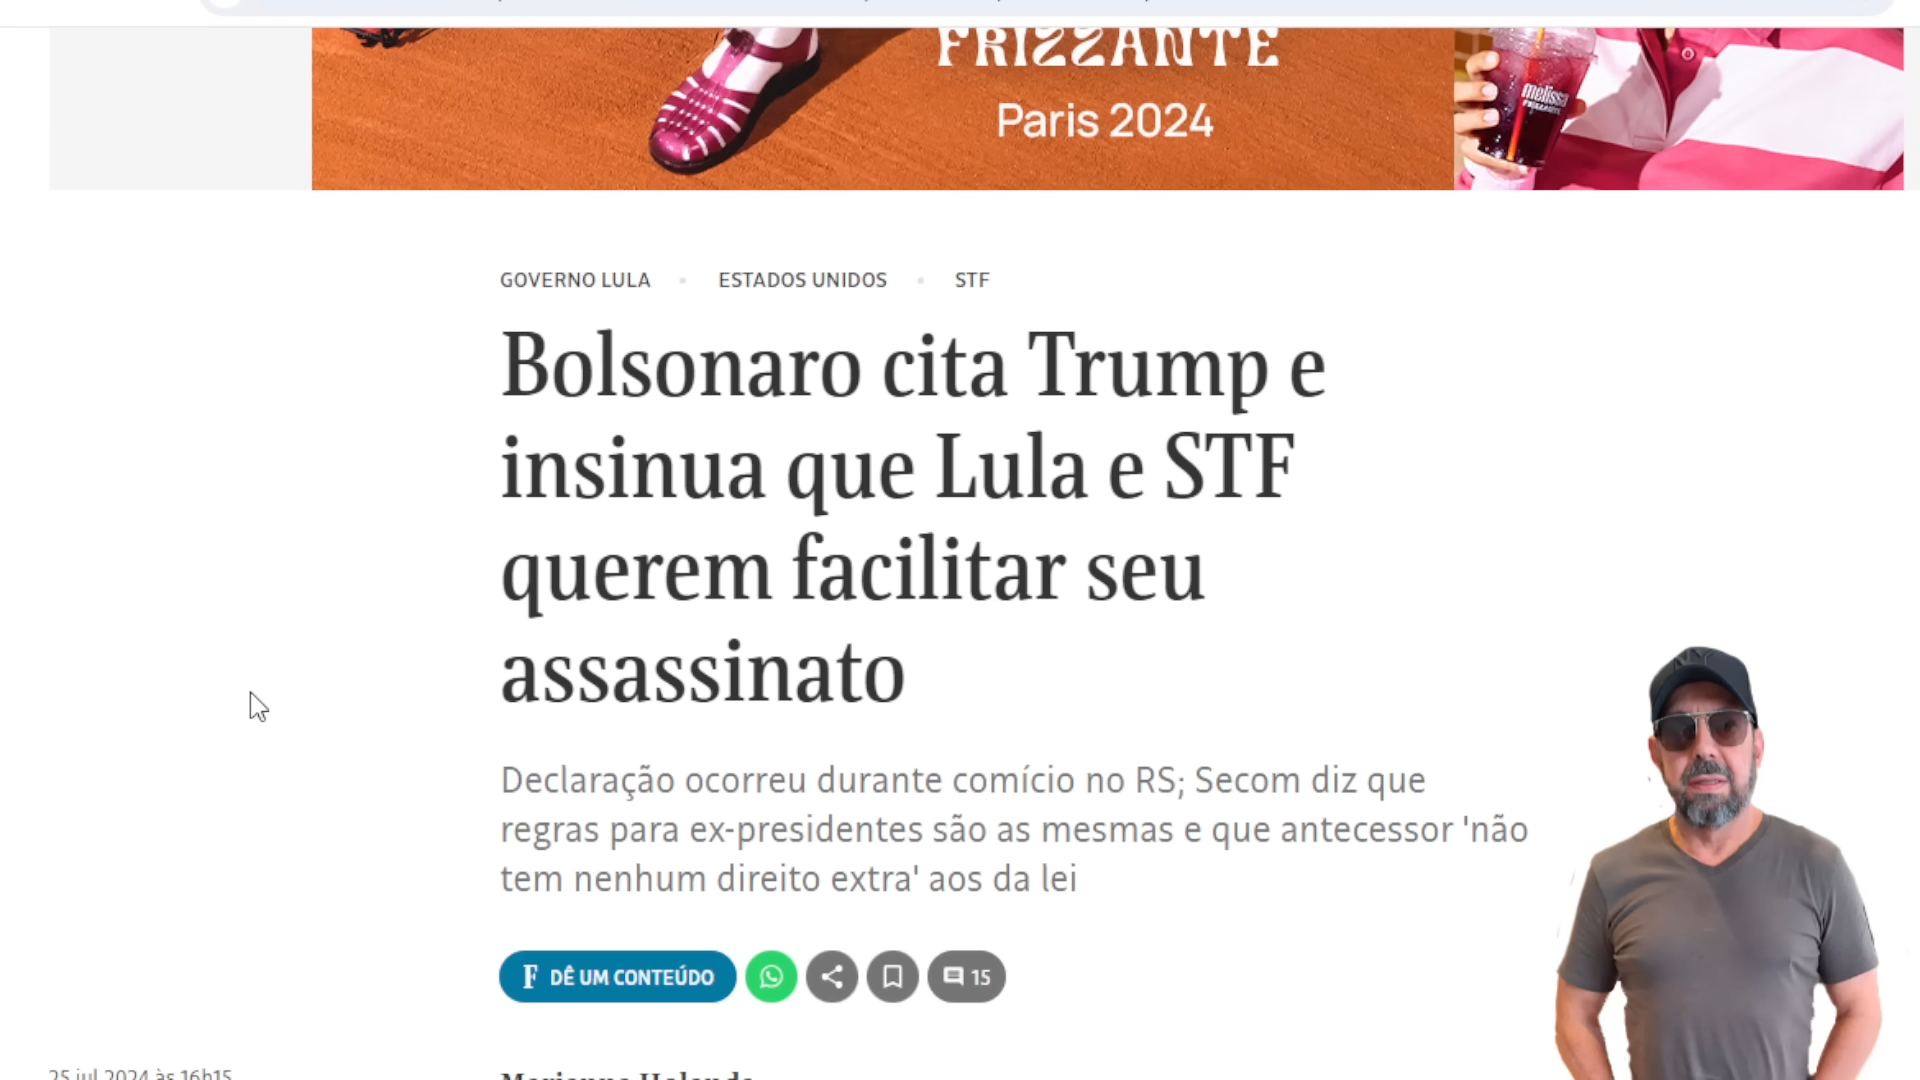 FRIZZANTE
Paris 2024
melissa
GOVERNO LULA
ESTADOS UNIDOS
STF
Bolsonaro cita Trump e
insinua que Lula e STF
querem facilitar seu
assassinato
Declaração ocorreu durante comício no RS; Secom diz que
regras para ex-presidentes são as mesmas e que antecessor 'não
tem nenhum direito extra' aos da lei
F DÊ UM CONTEÚDO
15
25 jul 2024 às 16h15
Marianna Holanda